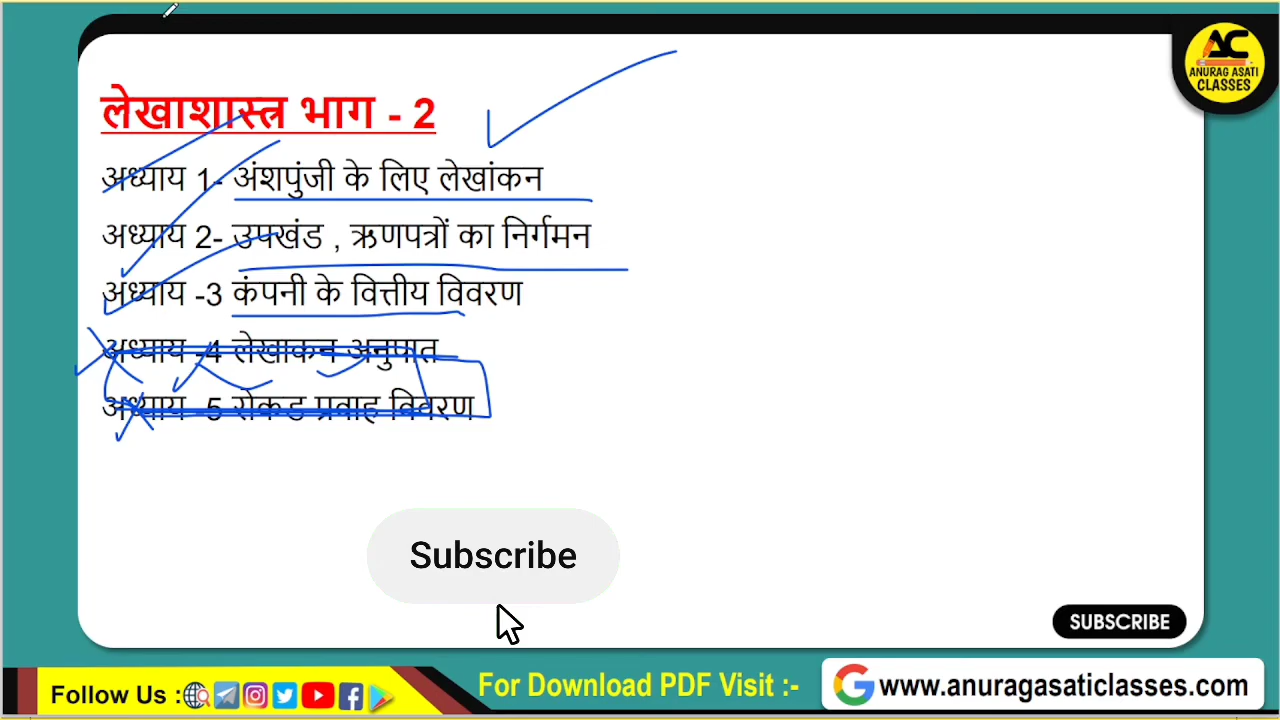 AC
ANURAG ASATI
CLASSES
लेखाशास्त्र भाग - 2
अध्याय 1- अंशपुंजी के लिए लेखांकन
अध्याय 2- उपखंड , ऋणपत्रों का निर्गमन
अध्याय -3 कंपनी के वित्तीय विवरण
अध्याय -4 लेखाकन अनुपात
अध्याय -5 रोकड प्रवाह विवरण
Subscribe
SUBSCRIBE
Follow Us :
For Download PDF Visit :-
www.anuragasaticlasses.com